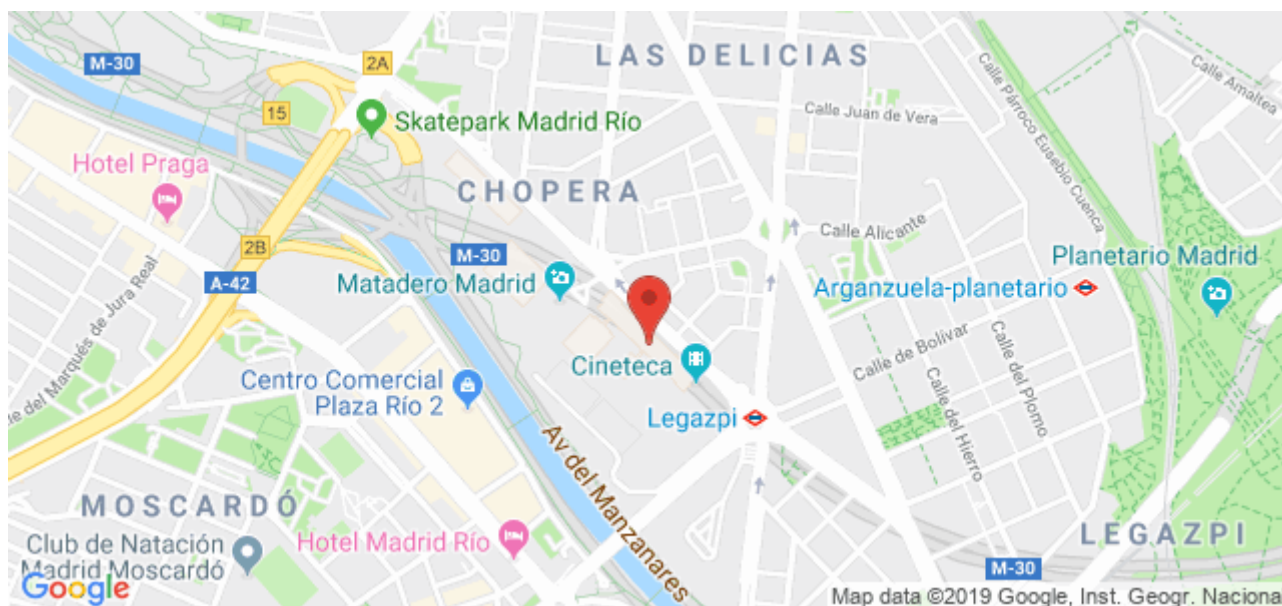 M-30
2A
LAS DELICIAS
Calle Amaltea
Calle Párroco Eusebio Cuenca
Calle Juan de Vera
15
Skatepark Madrid Río
Hotel Praga
CHOPERA
2B
M-30
A-42
Matadero Madrid
Calle Alicante
Arganzuela-planetario
Planetario Madrid
le del Marqués de Jura Real
Cineteca
Calle de Bolívar
Calle del Plomo
Calle del Hierro
Centro Comercial
Plaza Río 2
Legazpi
Av del Manzanares
MOSCARDÓ
Club de Natación
Madrid Moscardó
Hotel Madrid Río
LEGAZPI
M-30
Google
Map data ©2019 Google, Inst. Geogr. Naciona